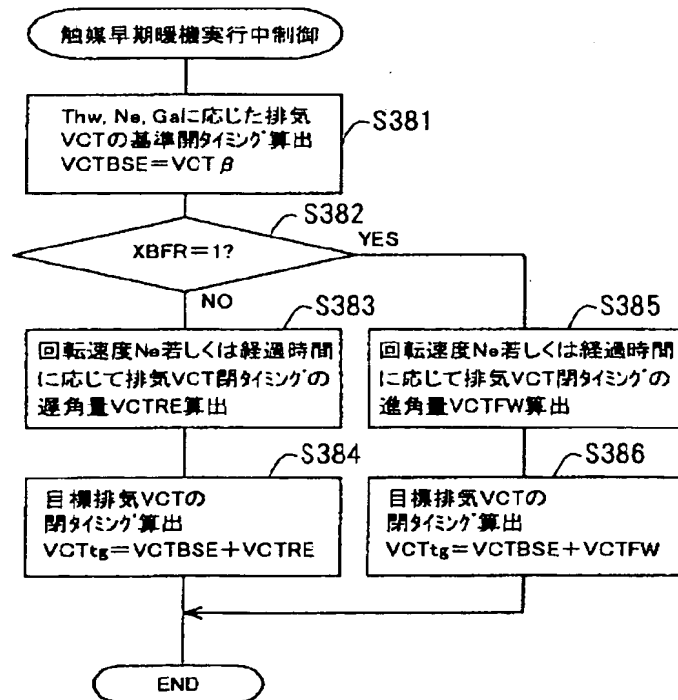 触媒早期暖機実行中制御
Thw, Ne, Gaに応じた排気
VCTの基準開タイミング算出
VCTBSE=VCTβ
S381
XBFR=1?
S382
YES
NO
S383
回転速度Ne若しくは経過時間
に応じて排気VCT閉タイミングの
遅角量VCTRE算出
S385
回転速度Ne若しくは経過時間
に応じて排気VCT閉タイミングの
進角量VCTFW算出
S384
目標排気VCTの
閉タイミング算出
VCTtg=VCTBSE+VCTRE
S386
目標排気VCTの
閉タイミング算出
VCTtg=VCTBSE+VCTFW
END